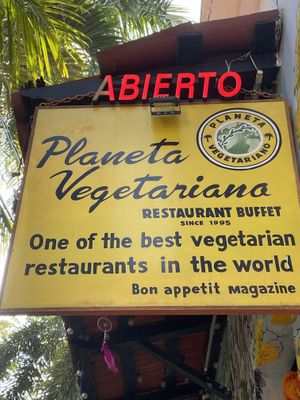 ABIERTO
PLANETA
VEGETARIANO
Planeta
Vegetariano
RESTAURANT BUFFET
SINCE 1995
One of the best vegetarian
restaurants in the world
Bon appetit Magazine